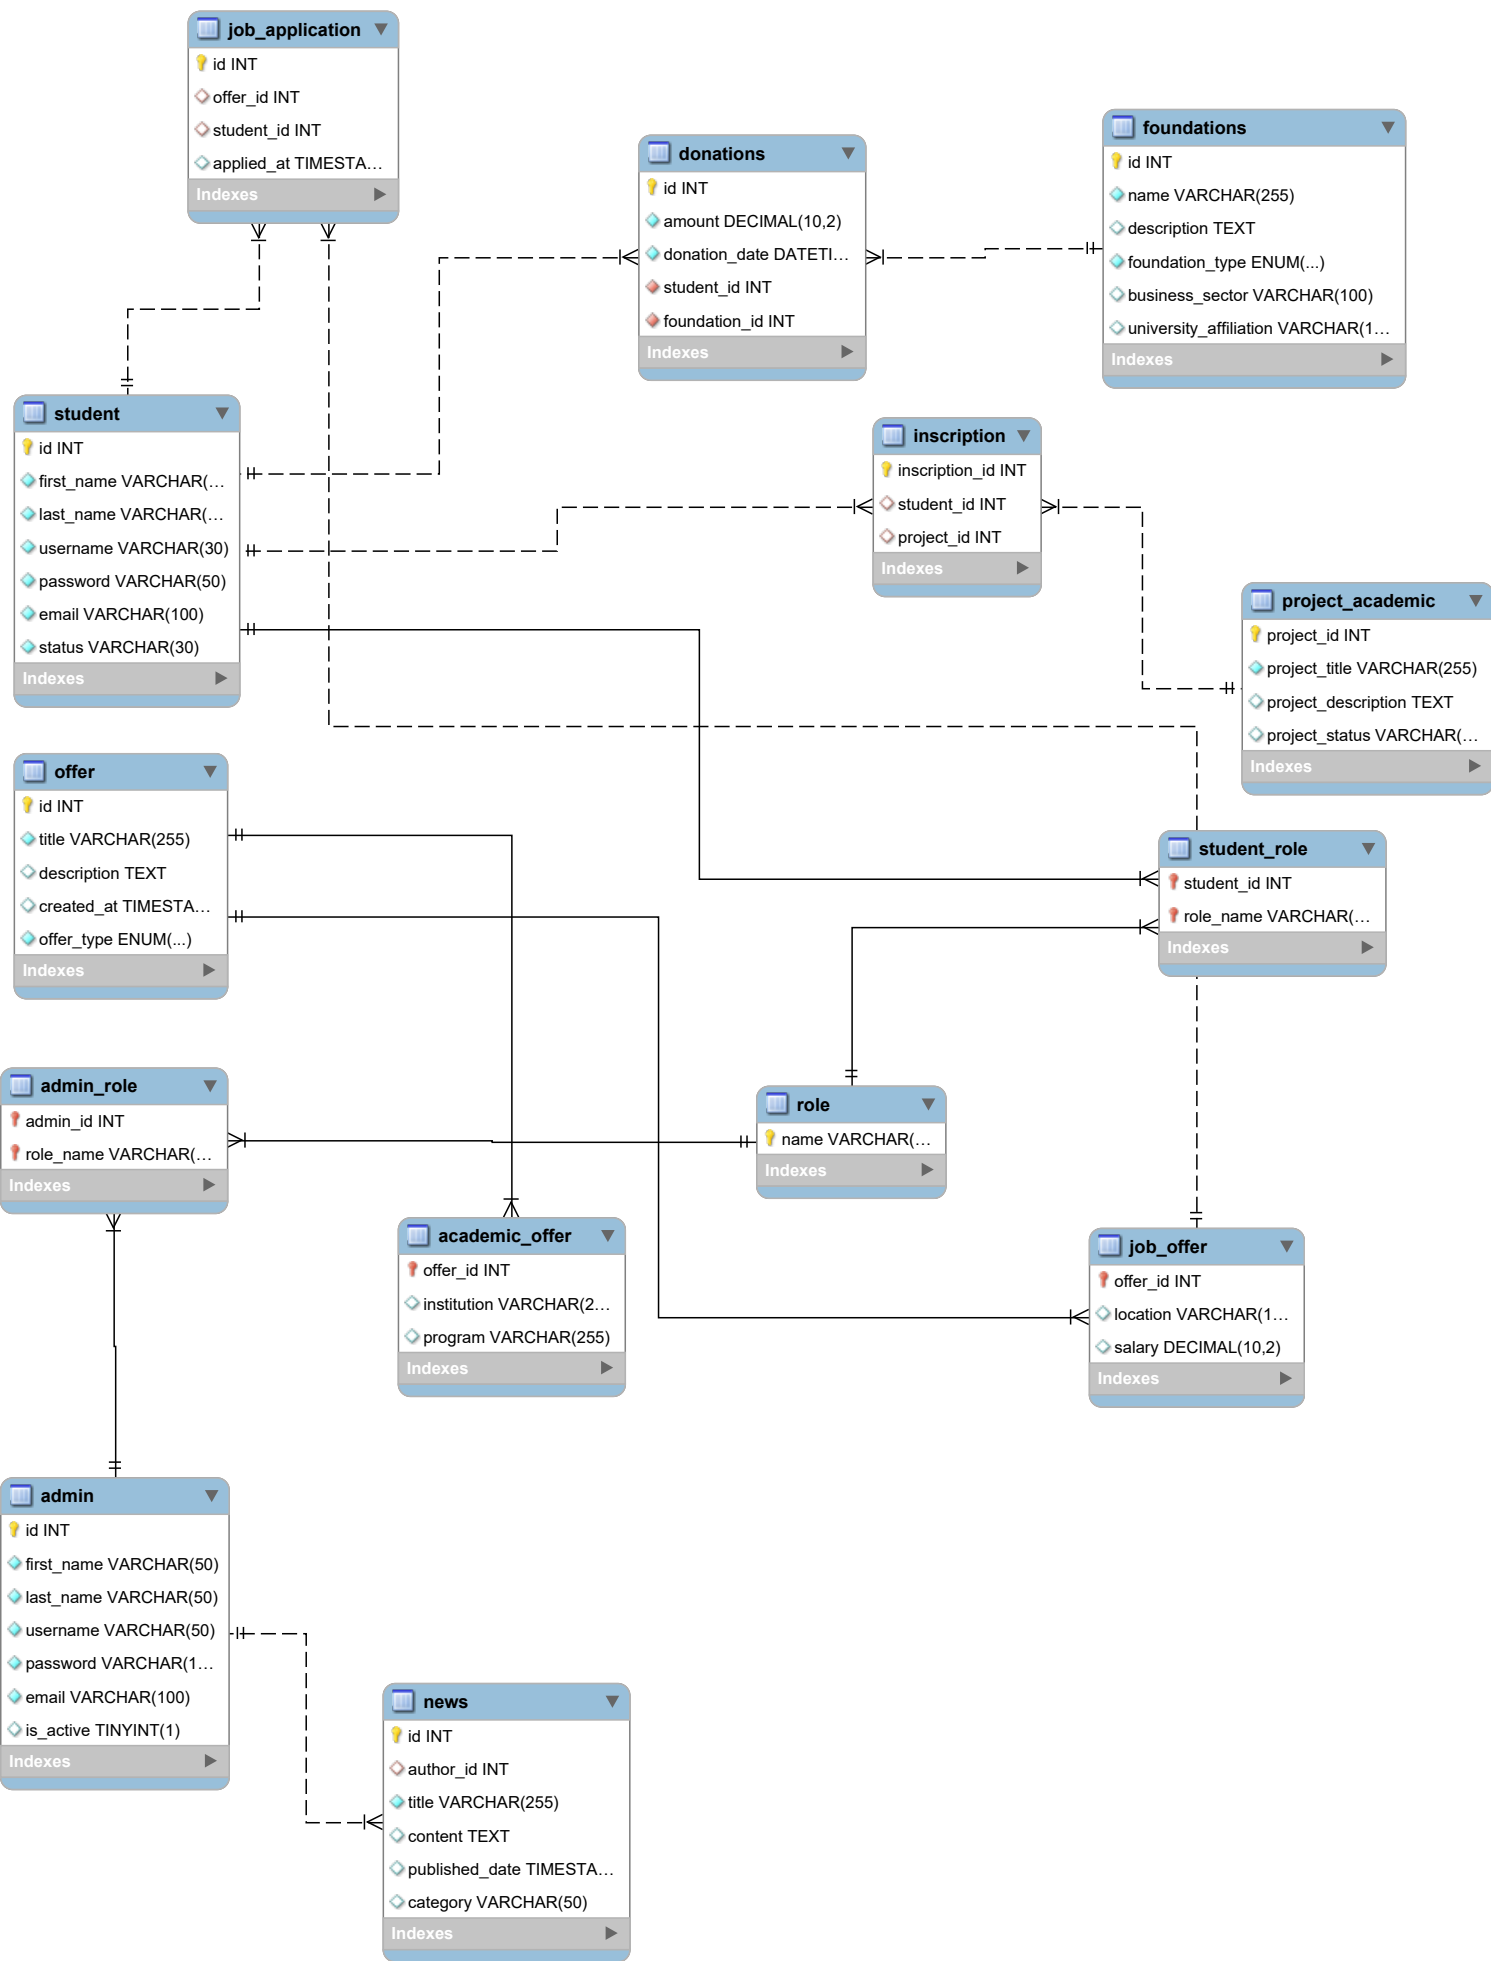 job_application
id INT
offer_id INT
student_id INT
applied_at TIMESTA...
Indexes
donations
id INT
amount DECIMAL(10,2)
donation_date DATETI...
student_id INT
foundation_id INT
Indexes
foundations
id INT
name VARCHAR(255)
description TEXT
foundation_type ENUM(...)
business_sector VARCHAR(100)
university_affiliation VARCHAR(1...
Indexes
student
id INT
first_name VARCHAR(...
last_name VARCHAR(...
username VARCHAR(30)
password VARCHAR(50)
email VARCHAR(100)
status VARCHAR(30)
Indexes
inscription
inscription_id INT
student_id INT
project_id INT
Indexes
project_academic
project_id INT
project_title VARCHAR(255)
project_description TEXT
project_status VARCHAR(...
Indexes
offer
id INT
title VARCHAR(255)
description TEXT
created_at TIMESTA...
offer_type ENUM(...)
Indexes
student_role
student_id INT
role_name VARCHAR(...
Indexes
admin_role
admin_id INT
role_name VARCHAR(...
Indexes
role
name VARCHAR(...
Indexes
academic_offer
offer_id INT
institution VARCHAR(2...
program VARCHAR(255)
Indexes
job_offer
offer_id INT
location VARCHAR(1...
salary DECIMAL(10,2)
Indexes
admin
id INT
first_name VARCHAR(50)
last_name VARCHAR(50)
username VARCHAR(50)
password VARCHAR(1...
email VARCHAR(100)
is_active TINYINT(1)
Indexes
news
id INT
author_id INT
title VARCHAR(255)
content TEXT
published_date TIMESTA...
category VARCHAR(50)
Indexes